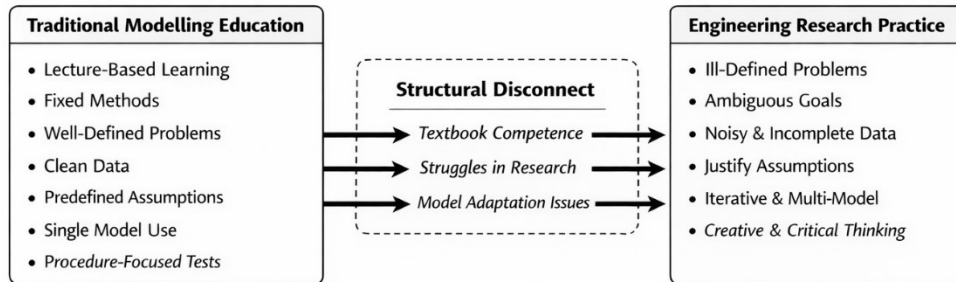 Traditional Modelling Education
• Lecture-Based Learning
• Fixed Methods
• Well-Defined Problems
• Clean Data
• Predefined Assumptions
• Single Model Use
• Procedure-Focused Tests
Structural Disconnect
Textbook Competence
Struggles in Research
Model Adaptation Issues
Engineering Research Practice
• Ill-Defined Problems
• Ambiguous Goals
• Noisy & Incomplete Data
• Justify Assumptions
• Iterative & Multi-Model
• Creative & Critical Thinking